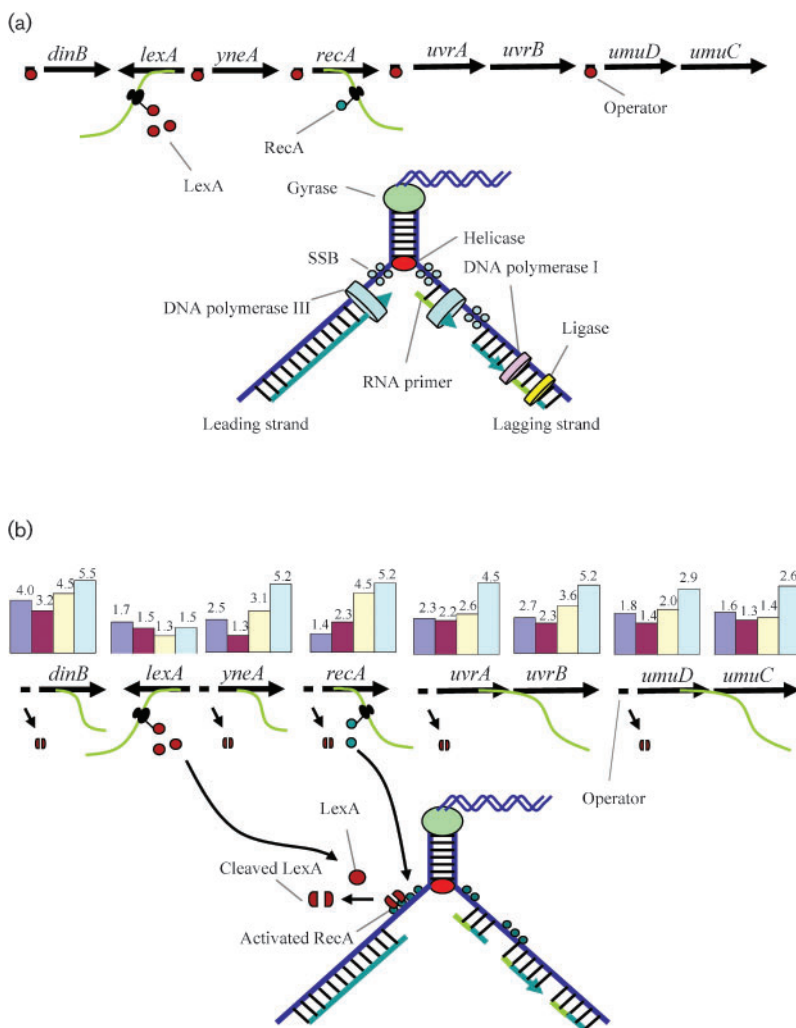 (a)
dinB lexA yneA recA uvrA uvrB umuD umuC
Operator
RecA
LexA
Gyrase
Helicase
SSB
DNA polymerase I
DNA polymerase III
Ligase
RNA primer
Leading strand Lagging strand
(b)
4.0 3.2 4.5 5.5 1.7 1.5 1.3 1.5 2.5 1.3 3.1 5.2 1.4 2.3 4.5 5.2 2.3 2.2 2.6 4.5 2.7 2.3 3.6 5.2 1.8 1.4 2.0 2.9 1.6 1.3 1.4 2.6
dinB lexA yneA recA uvrA uvrB umuD umuC
Operator
LexA
Cleaved LexA
Activated RecA